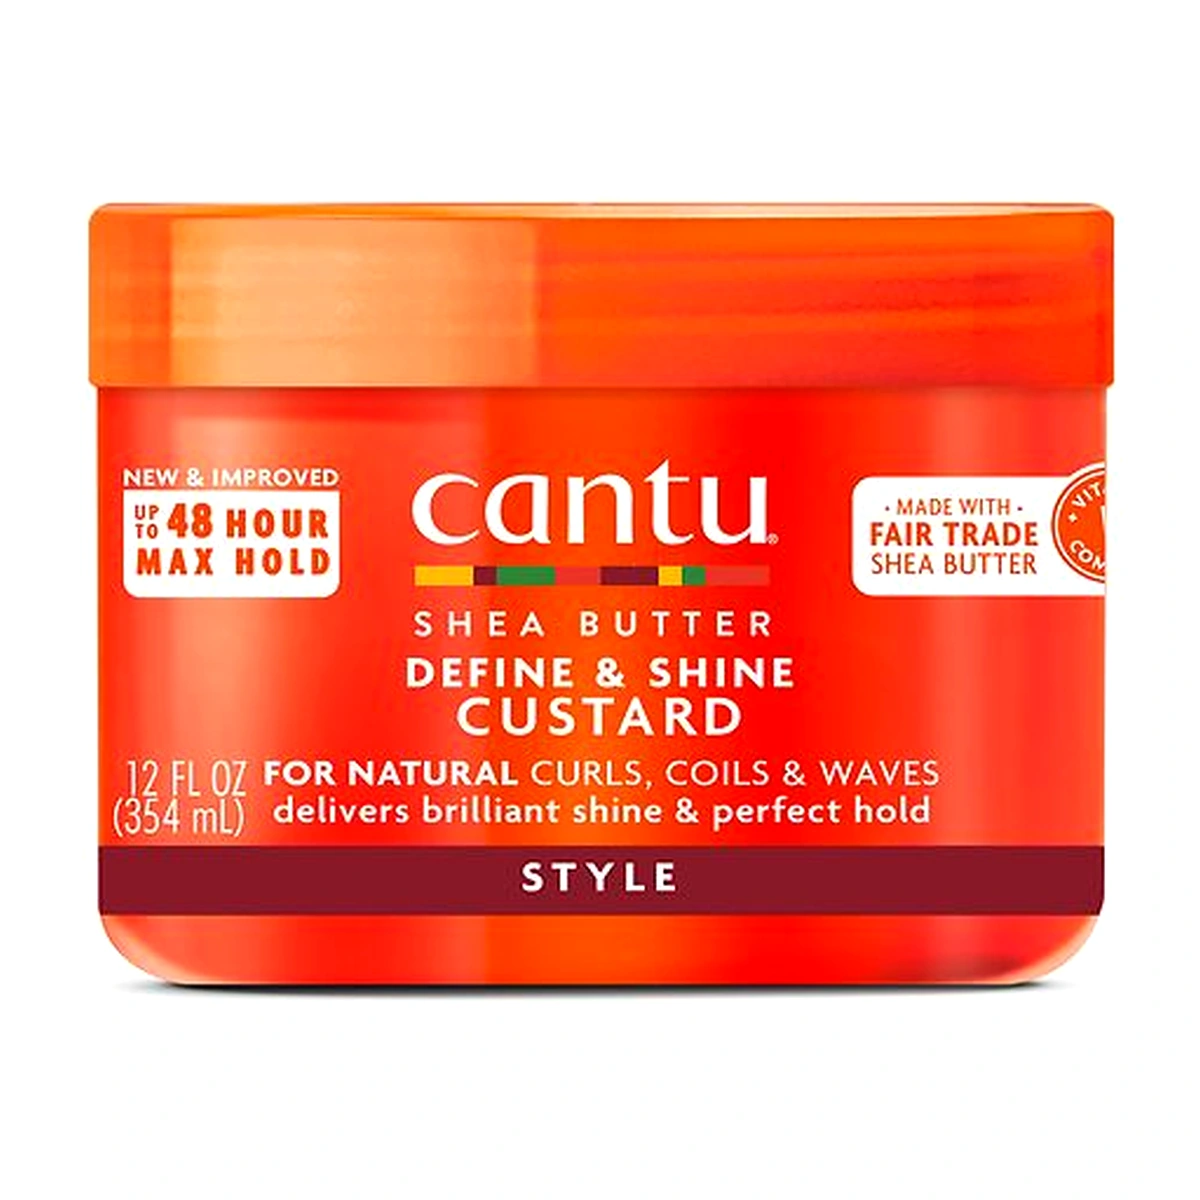 NEW & IMPROVED
UP TO 48 HOUR
MAX HOLD
cantu®
· MADE WITH ·
FAIR TRADE
SHEA BUTTER
SHEA BUTTER
DEFINE & SHINE
CUSTARD
12 FL OZ
(354 mL)
FOR NATURAL CURLS, COILS & WAVES
delivers brilliant shine & perfect hold
STYLE